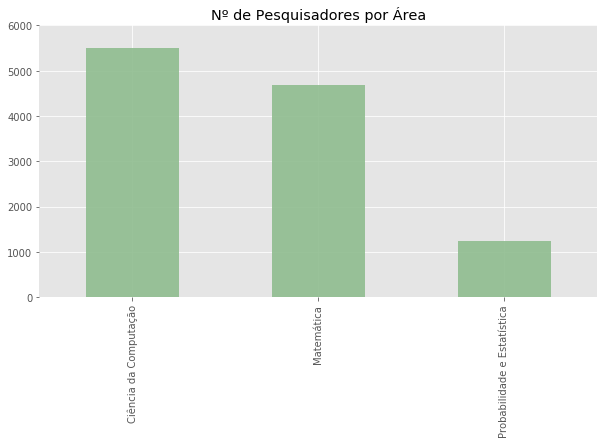 Nº de Pesquisadores por Área
6000
5000
4000
3000
2000
1000
0
Ciência da Computação
Matemática
Probabilidade e Estatística